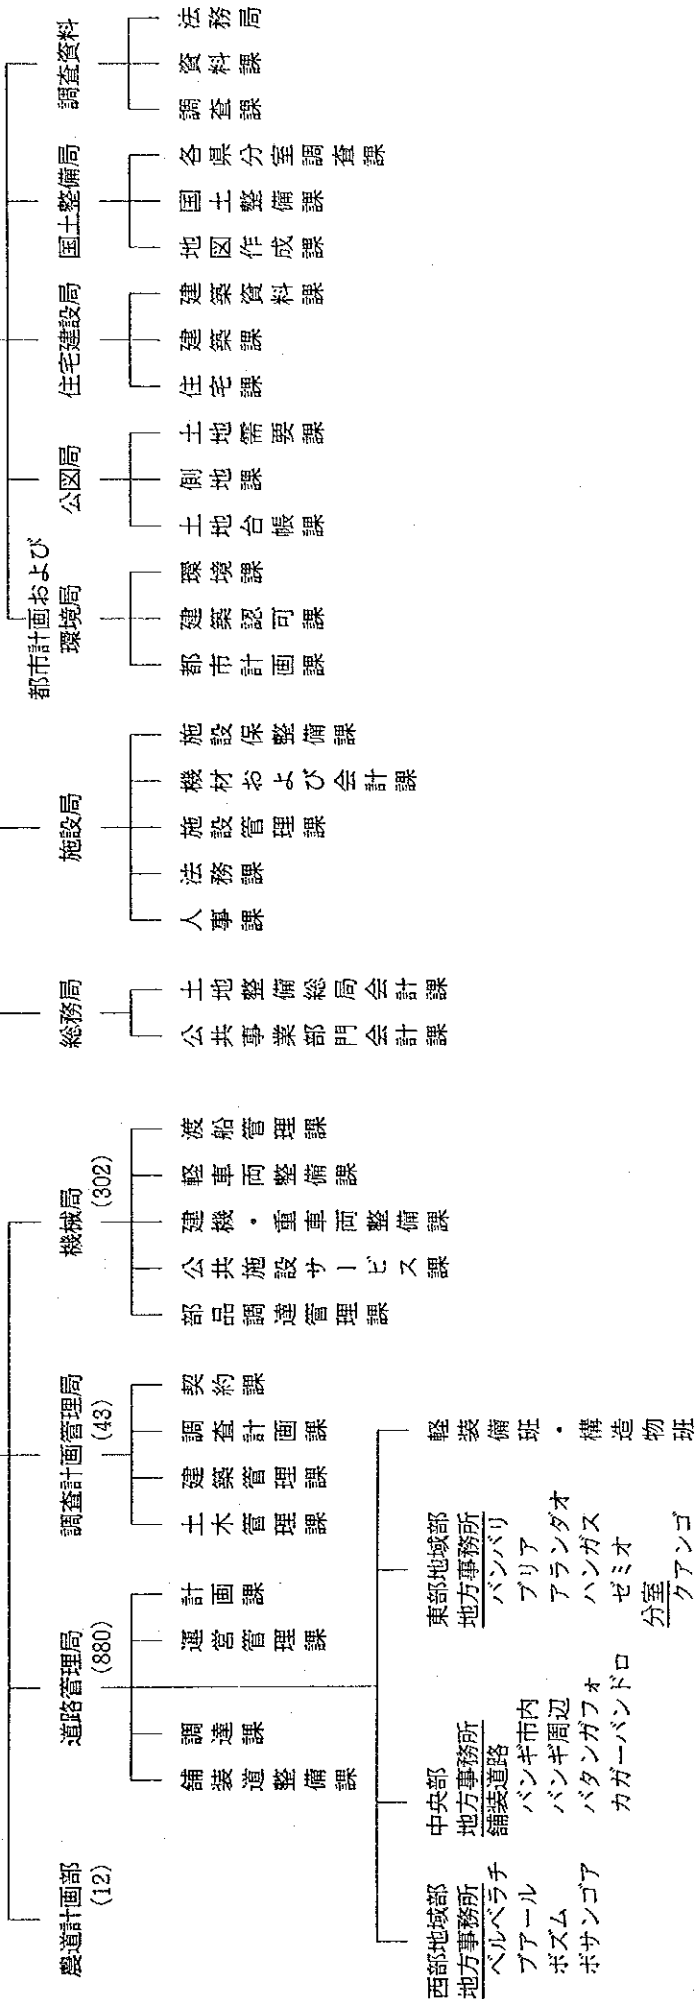 農道計画部
(12)
道路管理局
(880)
舗装道整備課
調達課
運営管理課
計画課
西部地域部
地方事務所
ベルベラチ
ブアール
ボズム
ボサンゴア
中央部
地方事務所
舗装道路
バンギ市内
バンギ周辺
バタンガフォ
カガーバンドロ
東部地域部
地方事務所
バンバリ
ブリア
アランダオ
ハンガス
ゼミオ
分室
クアンゴ
軽装備班・構造物班
調査計画管理局
(43)
土木管理課
建築管理課
調査計画課
契約課
機械局
(302)
部品調達管理課
公共施設サービス課
建機・重車両整備課
軽車両整備課
渡船管理課
総務局
公共事業部門会計課
土地整備総局会計課
施設局
人事課
法務課
施設管理課
機材および会計課
施設保整備課
都市計画および
環境局
都市計画課
建築認可課
環境課
公図局
土地台帳課
側地課
土地需要課
住宅建設局
住宅課
建築課
建築資料課
国土整備局
地図作成課
国土整備課
各県分室調査課
調査資料
調査課
資料課
法務局